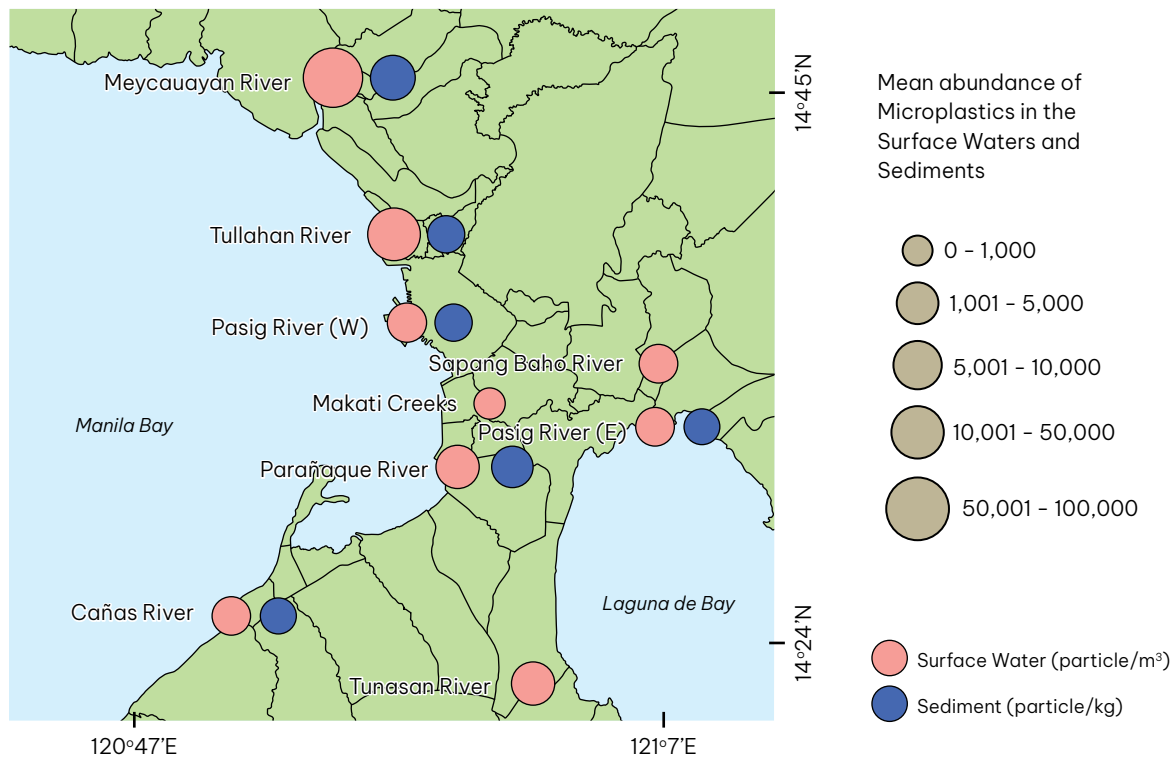 Meycauayan River
Tullahan River
Pasig River (W)
Sapang Baho River
Makati Creeks
Manila Bay
Pasig River (E)
Parañaque River
Cañas River
Laguna de Bay
Tunasan River
120°47'E
121°7'E
14°45'N
14°24'N
Mean abundance of
Microplastics in the
Surface Waters and
Sediments
0 – 1,000
1,001 – 5,000
5,001 – 10,000
10,001 – 50,000
50,001 – 100,000
Surface Water (particle/m³)
Sediment (particle/kg)